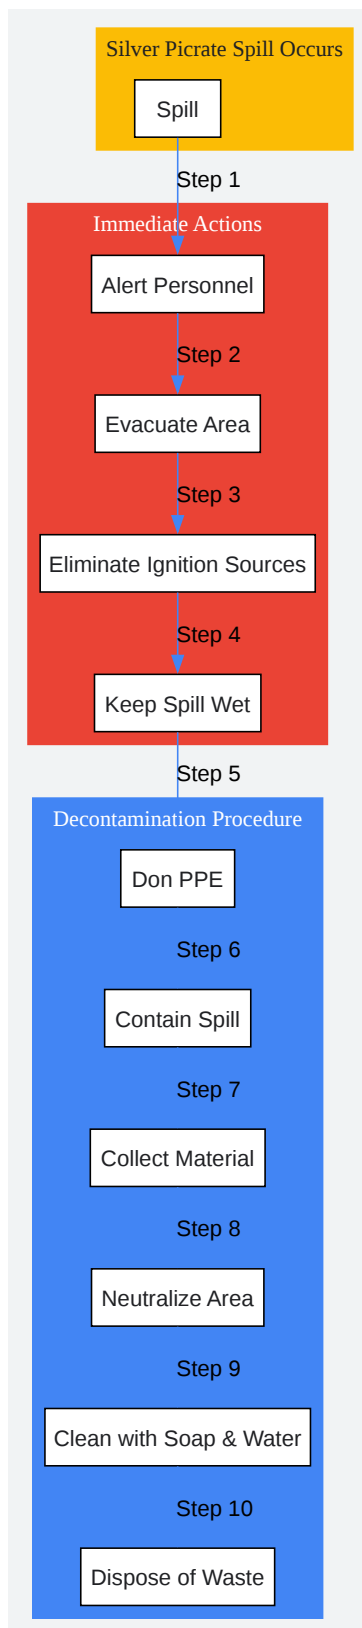 Silver Picrate Spill Occurs
Spill
Step 1
Immediate Actions
Alert Personnel
Step 2
Evacuate Area
Step 3
Eliminate Ignition Sources
Step 4
Keep Spill Wet
Step 5
Decontamination Procedure
Don PPE
Step 6
Contain Spill
Step 7
Collect Material
Step 8
Neutralize Area
Step 9
Clean with Soap & Water
Step 10
Dispose of Waste